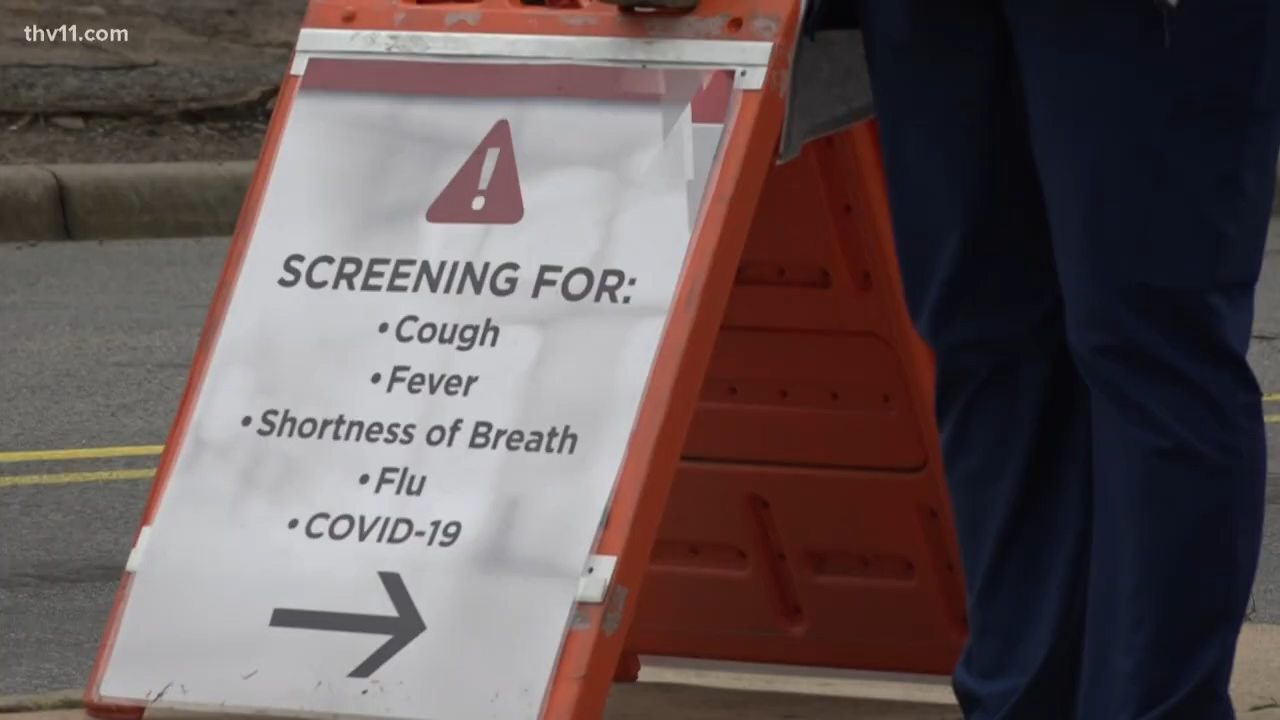 thv11.com
!
SCREENING FOR:
• Cough
• Fever
• Shortness of Breath
• Flu
• COVID-19